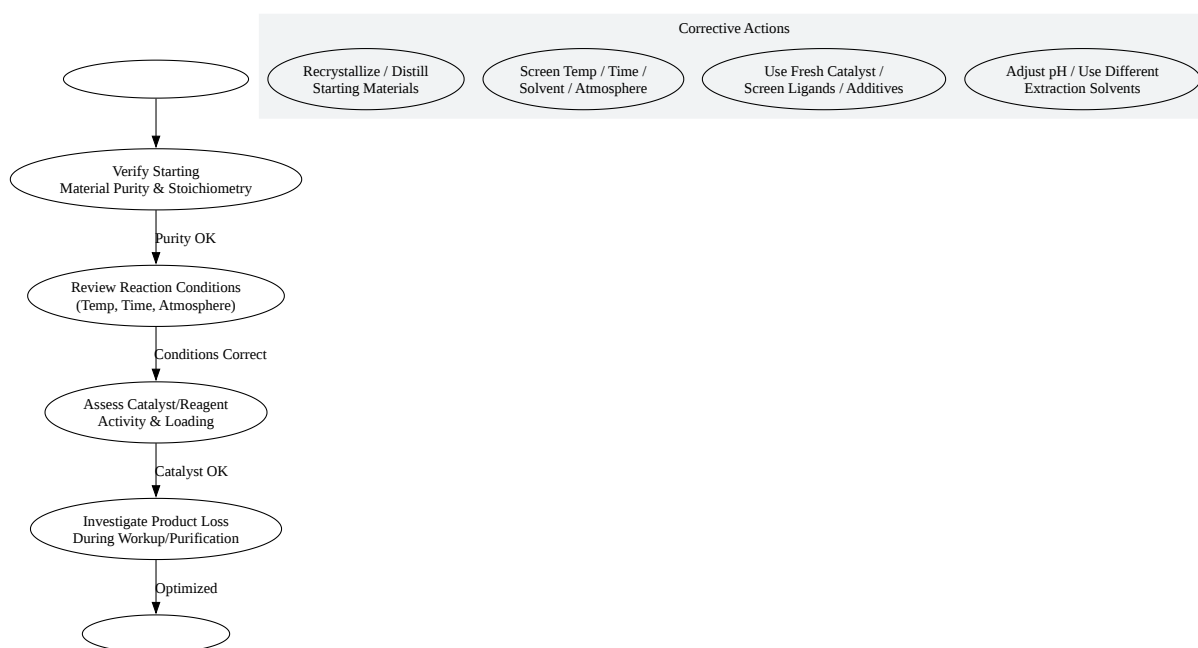 Corrective Actions
Recrystallize / Distill
Starting Materials
Screen Temp / Time /
Solvent / Atmosphere
Use Fresh Catalyst /
Screen Ligands / Additives
Adjust pH / Use Different
Extraction Solvents
Verify Starting
Material Purity & Stoichiometry
Purity OK
Review Reaction Conditions
(Temp, Time, Atmosphere)
Conditions Correct
Assess Catalyst/Reagent
Activity & Loading
Catalyst OK
Investigate Product Loss
During Workup/Purification
Optimized